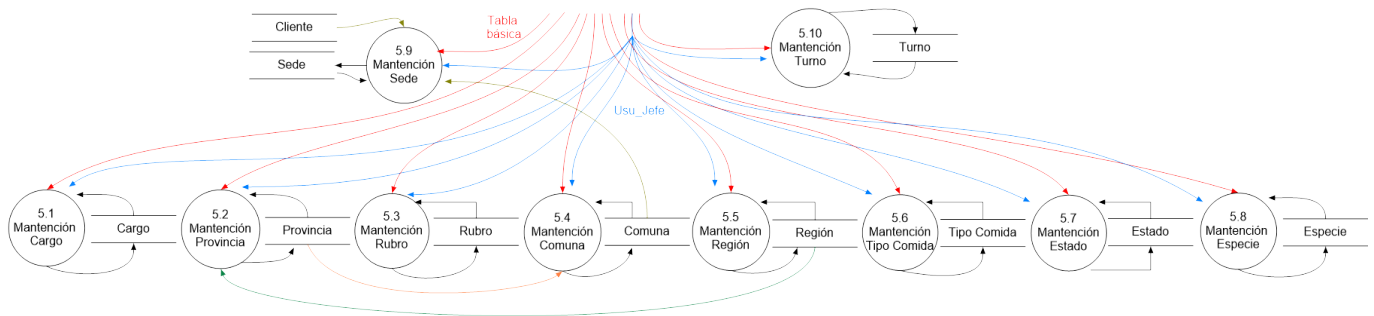 Cliente
Sede
5.9
Mantención
Sede
Tabla
básica
5.10
Mantención
Turno
Turno
Usu_Jefe
5.1
Mantención
Cargo
Cargo
5.2
Mantención
Provincia
Provincia
5.3
Mantención
Rubro
Rubro
5.4
Mantención
Comuna
Comuna
5.5
Mantención
Región
Región
5.6
Mantención
Tipo Comida
Tipo Comida
5.7
Mantención
Estado
Estado
5.8
Mantención
Especie
Especie